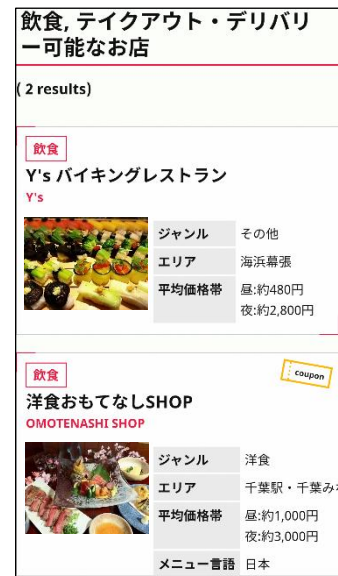 飲食, テイクアウト・デリバリ
ー可能なお店
( 2 results)
飲食
Y's バイキングレストラン
Y's
ジャンル その他
エリア 海浜幕張
平均価格帯 昼:約480円
夜:約2,800円
飲食
coupon
洋食おもてなしSHOP
OMOTENASHI SHOP
ジャンル 洋食
エリア 千葉駅・千葉み
平均価格帯 昼:約1,000円
夜:約3,000円
メニュー言語 日本